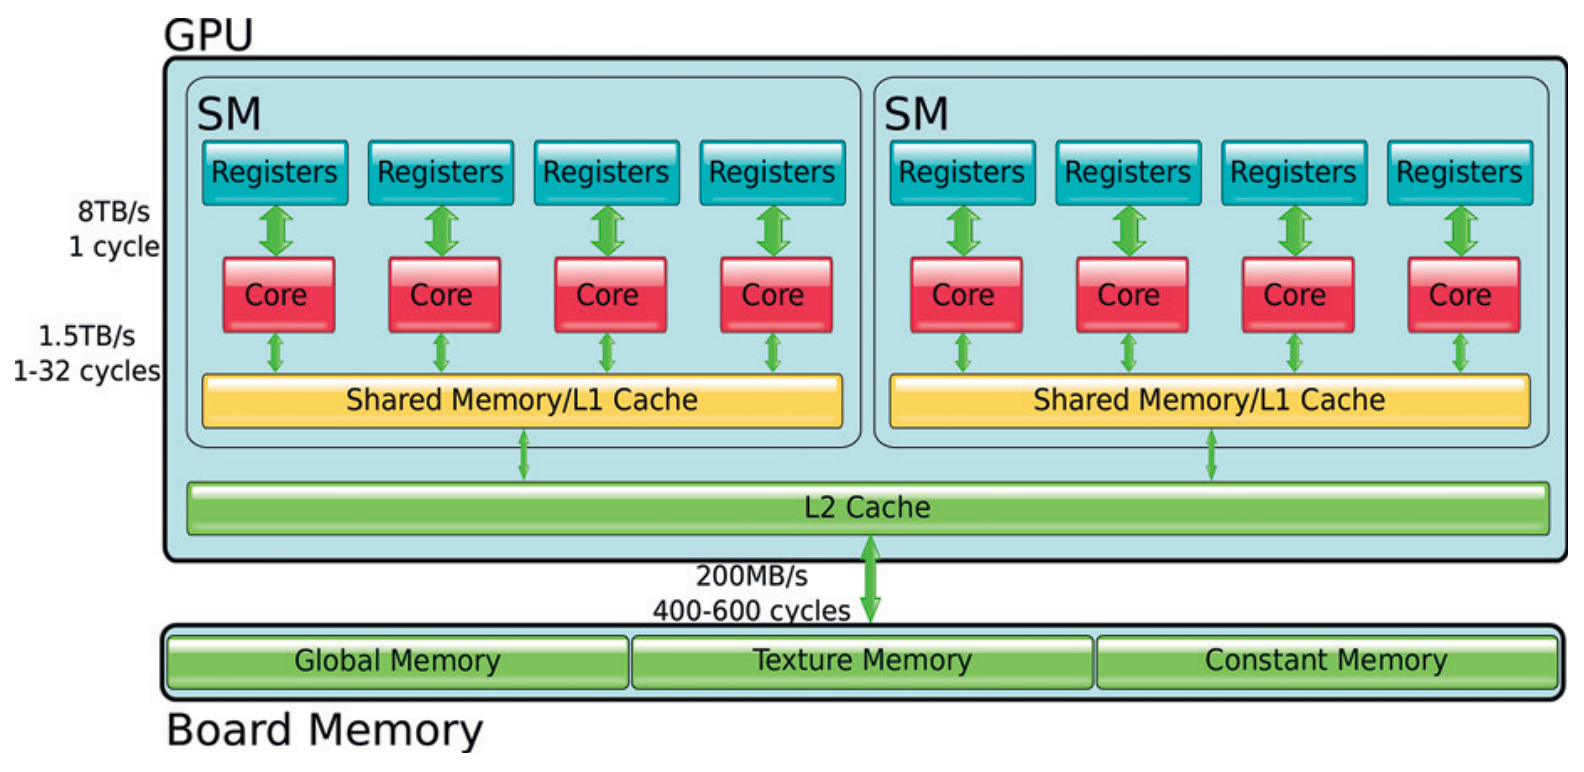 GPU
SM
SM
Registers
Registers
Registers
Registers
Registers
Registers
Registers
Registers
8TB/s
1 cycle
Core
Core
Core
Core
Core
Core
Core
Core
1.5TB/s
1-32 cycles
Shared Memory/L1 Cache
Shared Memory/L1 Cache
L2 Cache
200MB/s
400-600 cycles
Global Memory
Texture Memory
Constant Memory
Board Memory